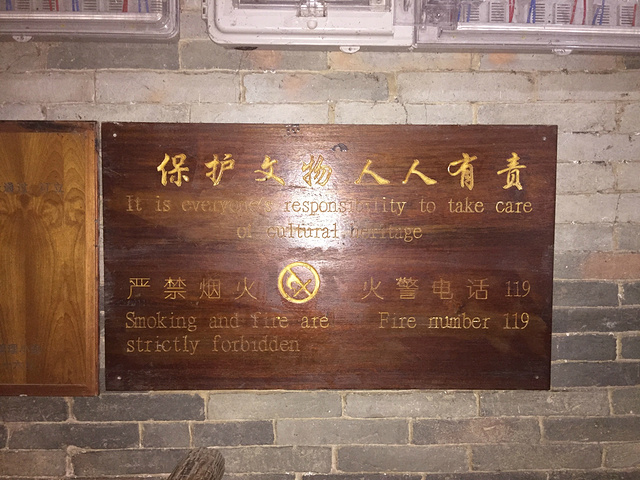 保护文物 人人有责
It is everyone's responsibility to take care
of cultural heritage
严禁烟火 火警电话 119
Smoking and fire are Fire number 119
strictly forbidden